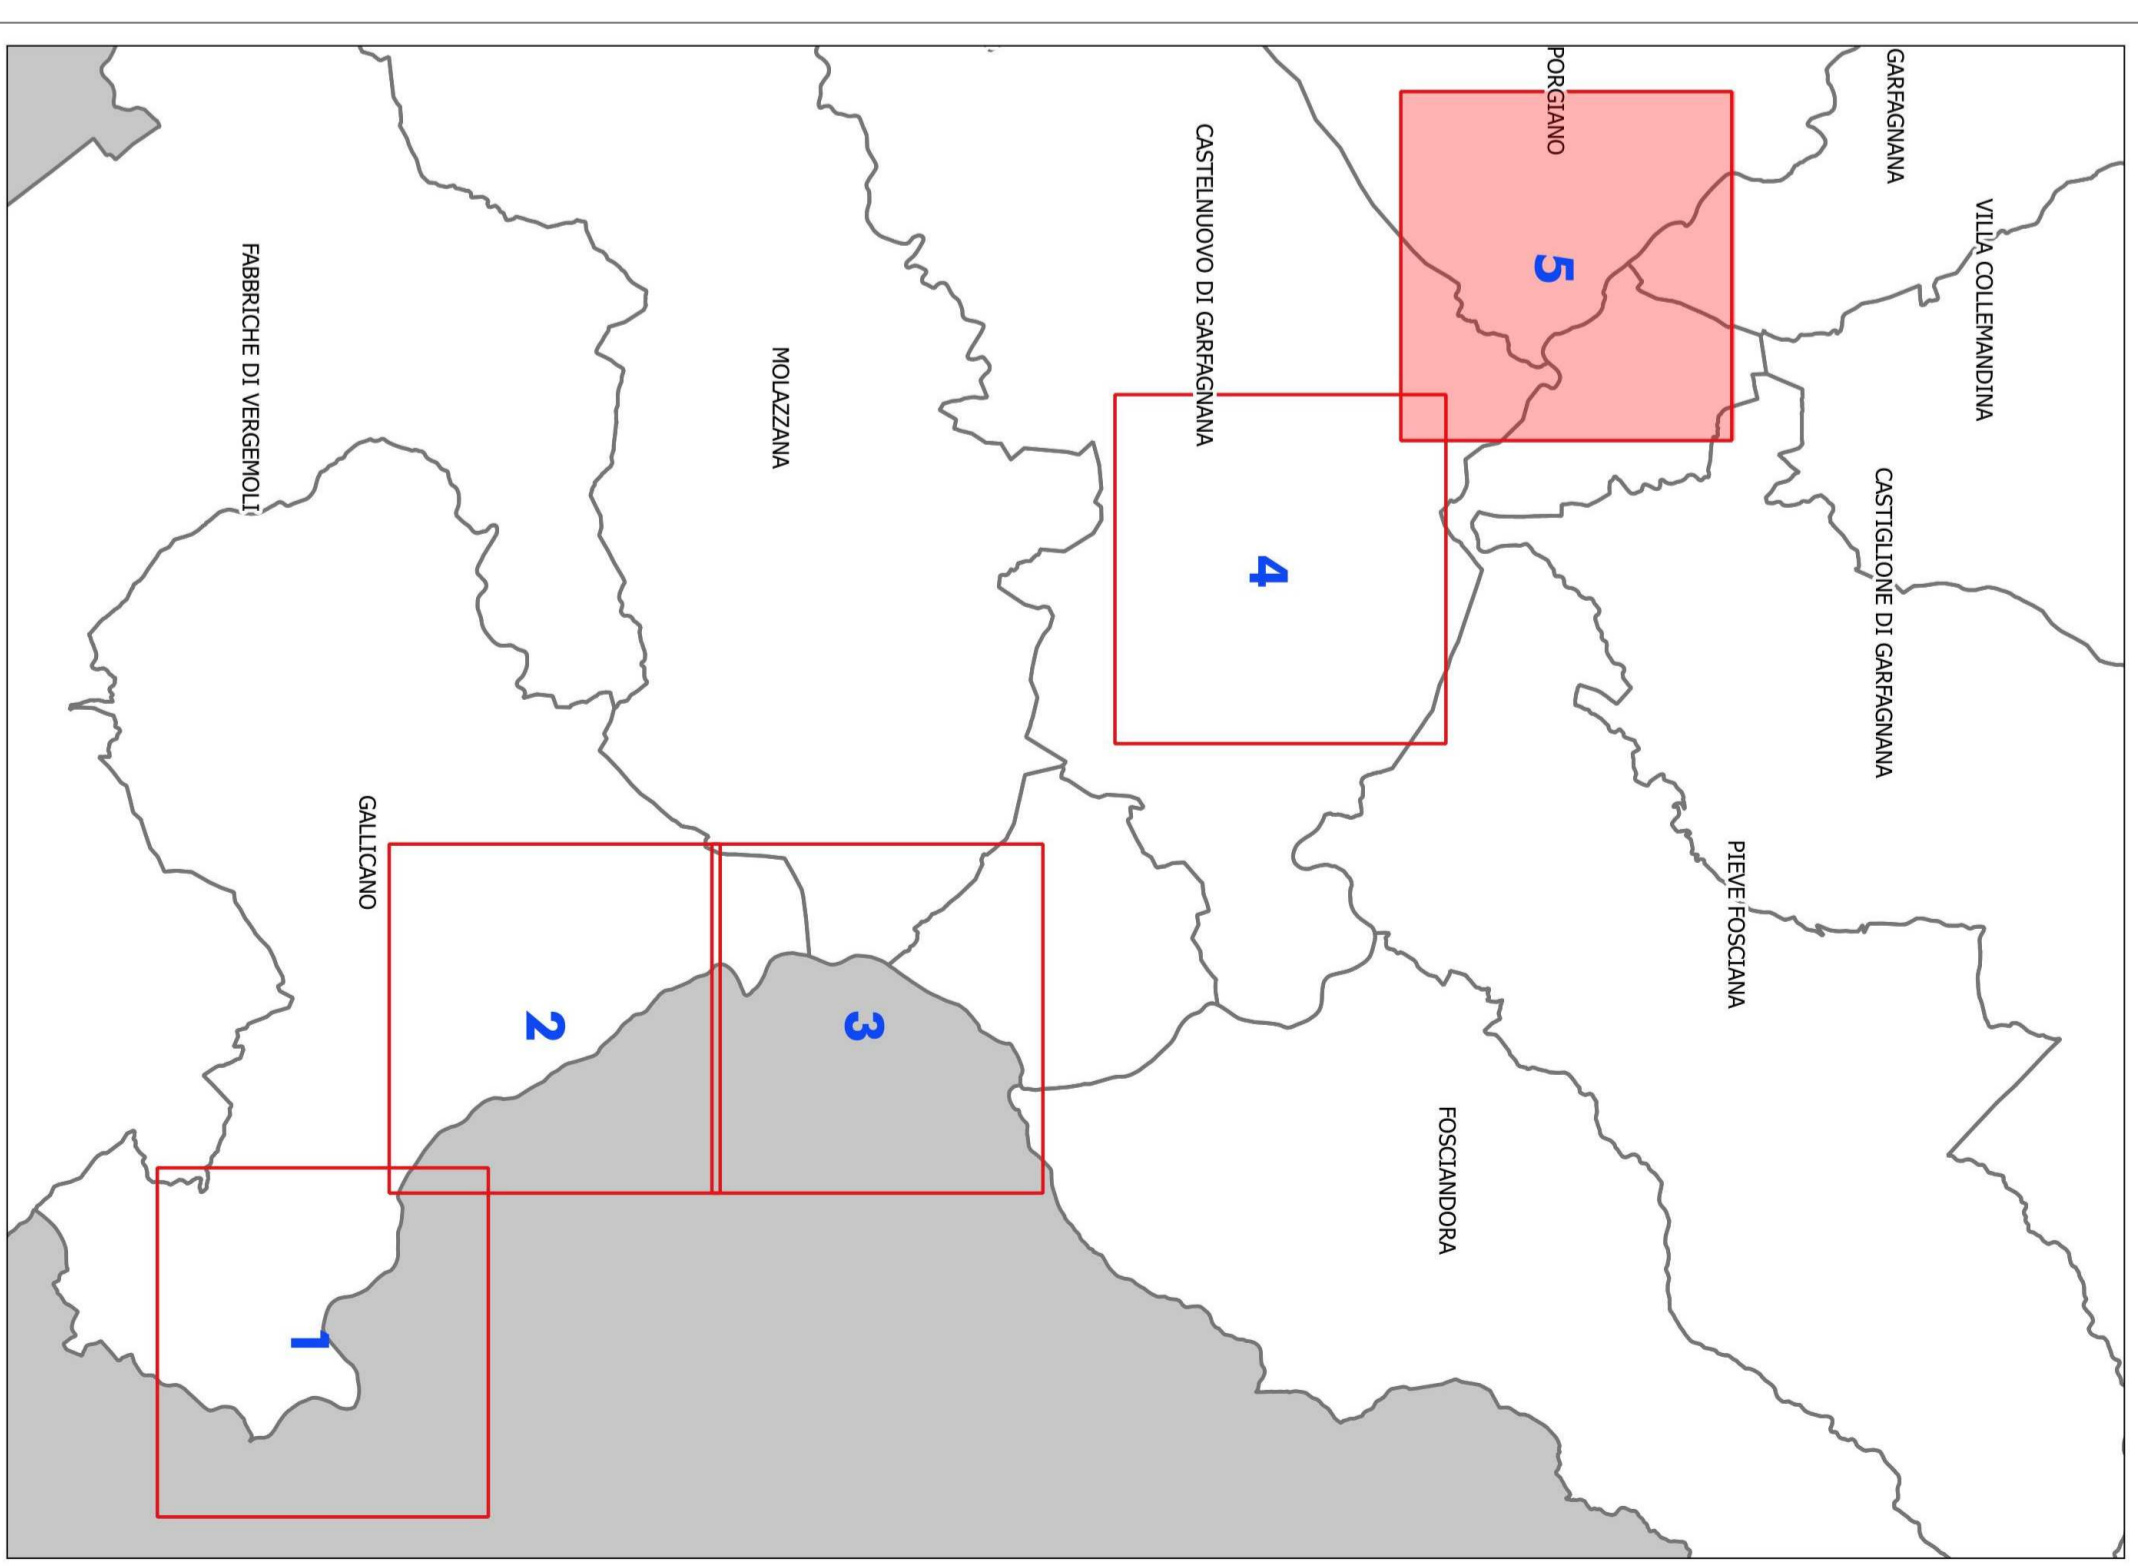 VILLA COLLEMANDINA
GARFAGNANA
CASTIGLIONE DI GARFAGNANA
PIEVE FOSCIANA
PORGIANO
5
FOSCIANDORA
4
CASTELNUOVO DI GARFAGNANA
3
MOLAZZANA
2
GALLICANO
1
FABBRICHE DI VERGEMOLI